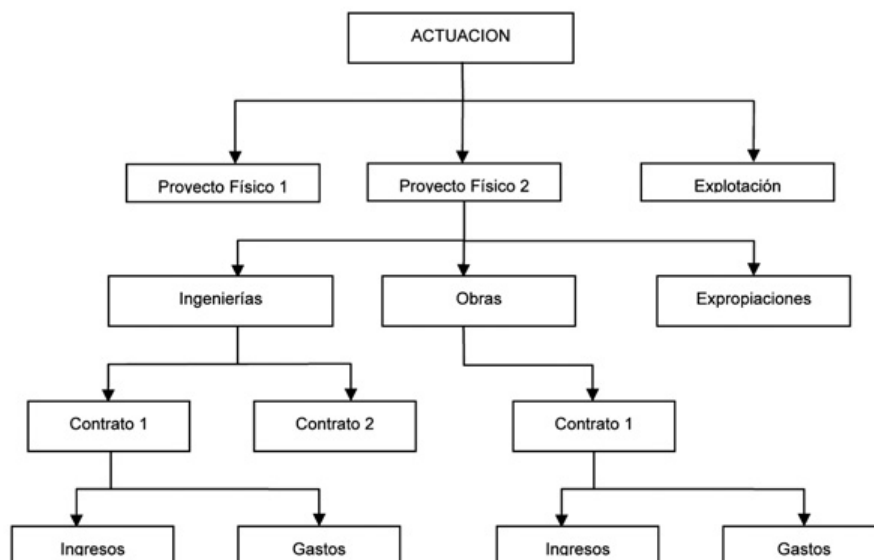 ACTUACION
Proyecto Físico 1
Proyecto Físico 2
Explotación
Ingenierías
Obras
Expropiaciones
Contrato 1
Contrato 2
Contrato 1
Ingresos
Gastos
Ingresos
Gastos